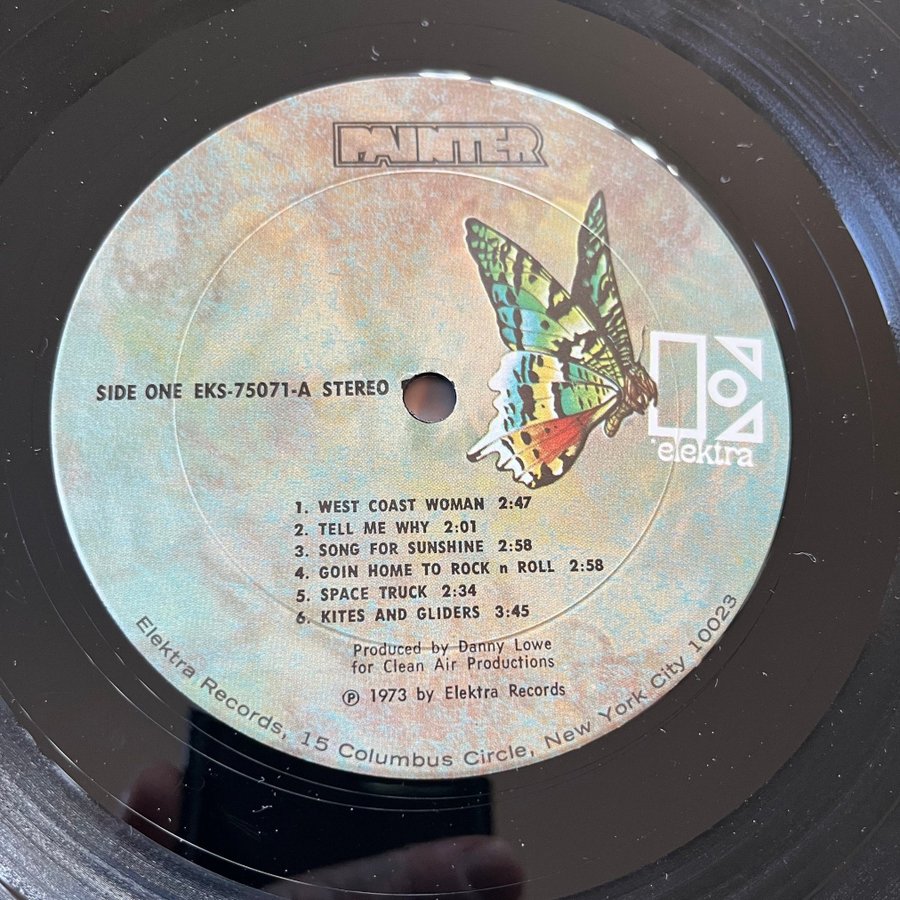 PAINTER
SIDE ONE EKS-75071-A STEREO
elektra
1. WEST COAST WOMAN 2:47
2. TELL ME WHY 2:01
3. SONG FOR SUNSHINE 2:58
4. GOIN HOME TO ROCK n ROLL 2:58
5. SPACE TRUCK 2:34
6. KITES AND GLIDERS 3:45
Produced by Danny Lowe
for Clean Air Productions
℗ 1973 by Elektra Records
Elektra Records, 15 Columbus Circle, New York City 10023